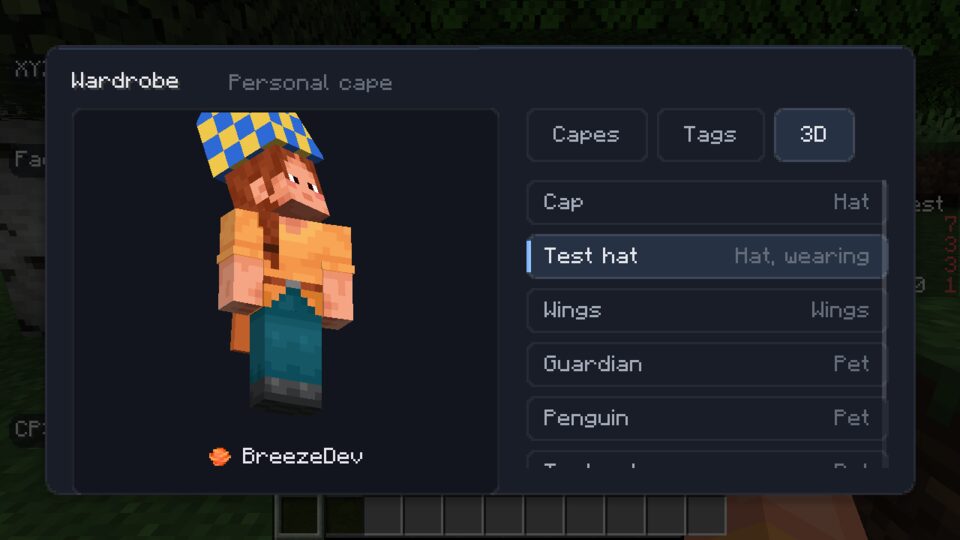 Wardrobe
Personal cape
Capes
Tags
3D
Cap
Hat
Test hat
Hat, wearing
Wings
Wings
Guardian
Pet
Penguin
Pet
BreezeDev